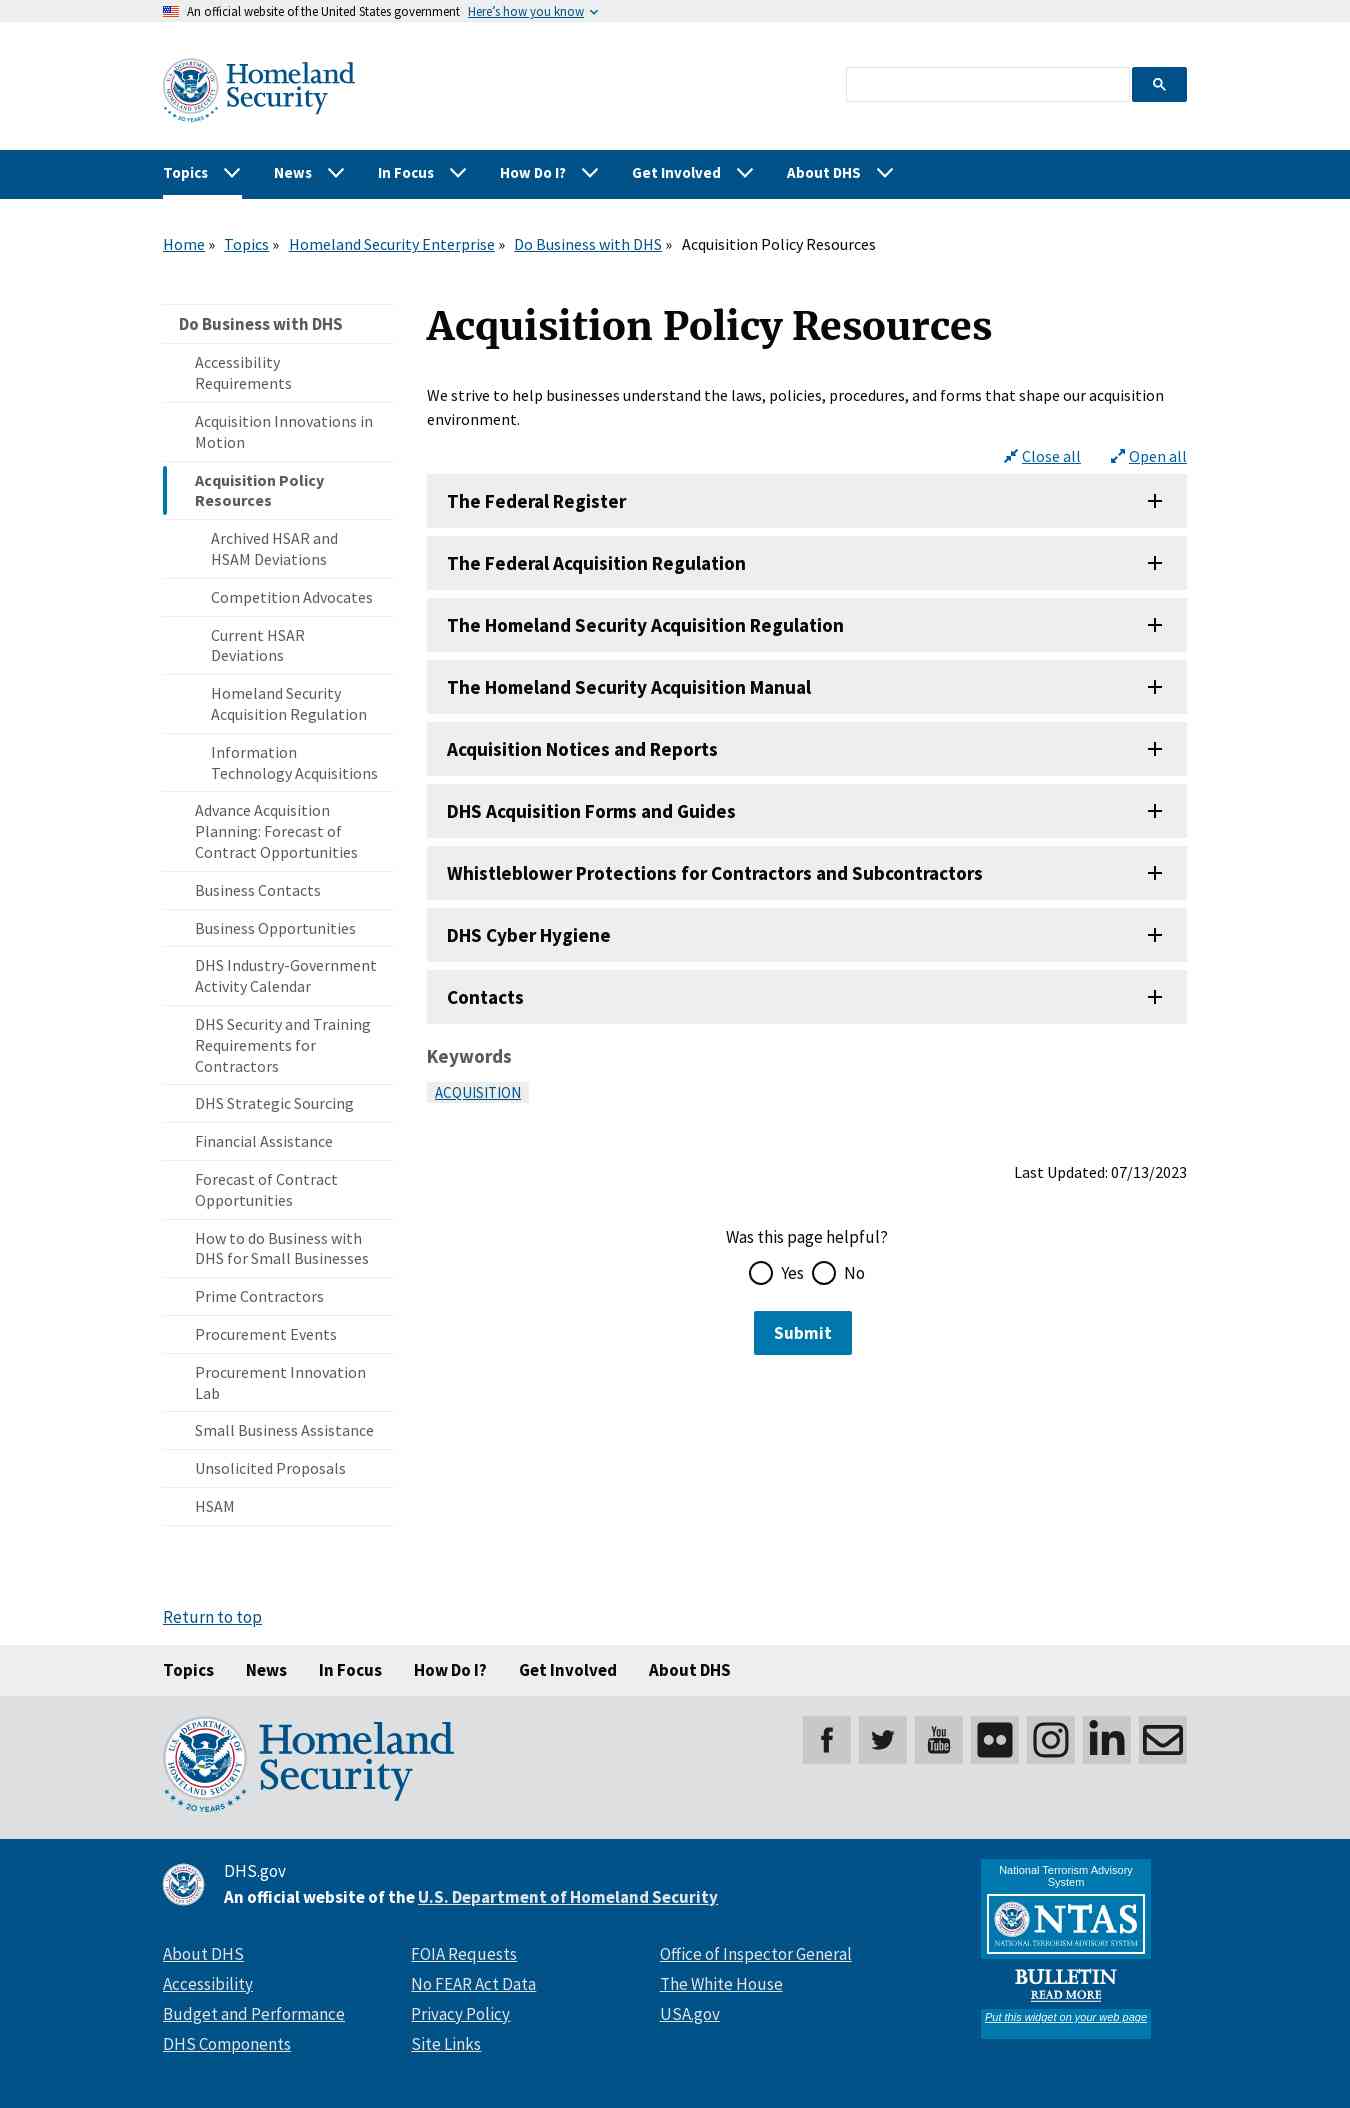 An official website of the United States government Here’s how you know
Homeland
Security
20 YEARS
Topics News In Focus How Do I? Get Involved About DHS
Home » Topics » Homeland Security Enterprise » Do Business with DHS » Acquisition Policy Resources
Do Business with DHS
Accessibility
Requirements
Acquisition Innovations in
Motion
Acquisition Policy
Resources
Archived HSAR and
HSAM Deviations
Competition Advocates
Current HSAR
Deviations
Homeland Security
Acquisition Regulation
Information
Technology Acquisitions
Advance Acquisition
Planning: Forecast of
Contract Opportunities
Business Contacts
Business Opportunities
DHS Industry-Government
Activity Calendar
DHS Security and Training
Requirements for
Contractors
DHS Strategic Sourcing
Financial Assistance
Forecast of Contract
Opportunities
How to do Business with
DHS for Small Businesses
Prime Contractors
Procurement Events
Procurement Innovation
Lab
Small Business Assistance
Unsolicited Proposals
HSAM
Acquisition Policy Resources
We strive to help businesses understand the laws, policies, procedures, and forms that shape our acquisition
environment.
Close all Open all
The Federal Register
The Federal Acquisition Regulation
The Homeland Security Acquisition Regulation
The Homeland Security Acquisition Manual
Acquisition Notices and Reports
DHS Acquisition Forms and Guides
Whistleblower Protections for Contractors and Subcontractors
DHS Cyber Hygiene
Contacts
Keywords
ACQUISITION
Last Updated: 07/13/2023
Was this page helpful?
Yes No
Submit
Return to top
Topics News In Focus How Do I? Get Involved About DHS
U.S. DEPARTMENT OF
HOMELAND SECURITY
20 YEARS
Homeland
Security
You
Tube
DHS.gov
An official website of the U.S. Department of Homeland Security
About DHS
Accessibility
Budget and Performance
DHS Components
FOIA Requests
No FEAR Act Data
Privacy Policy
Site Links
Office of Inspector General
The White House
USA.gov
National Terrorism Advisory
System
NTAS
NATIONAL TERRORISM ADVISORY SYSTEM
BULLETIN
READ MORE
Put this widget on your web page